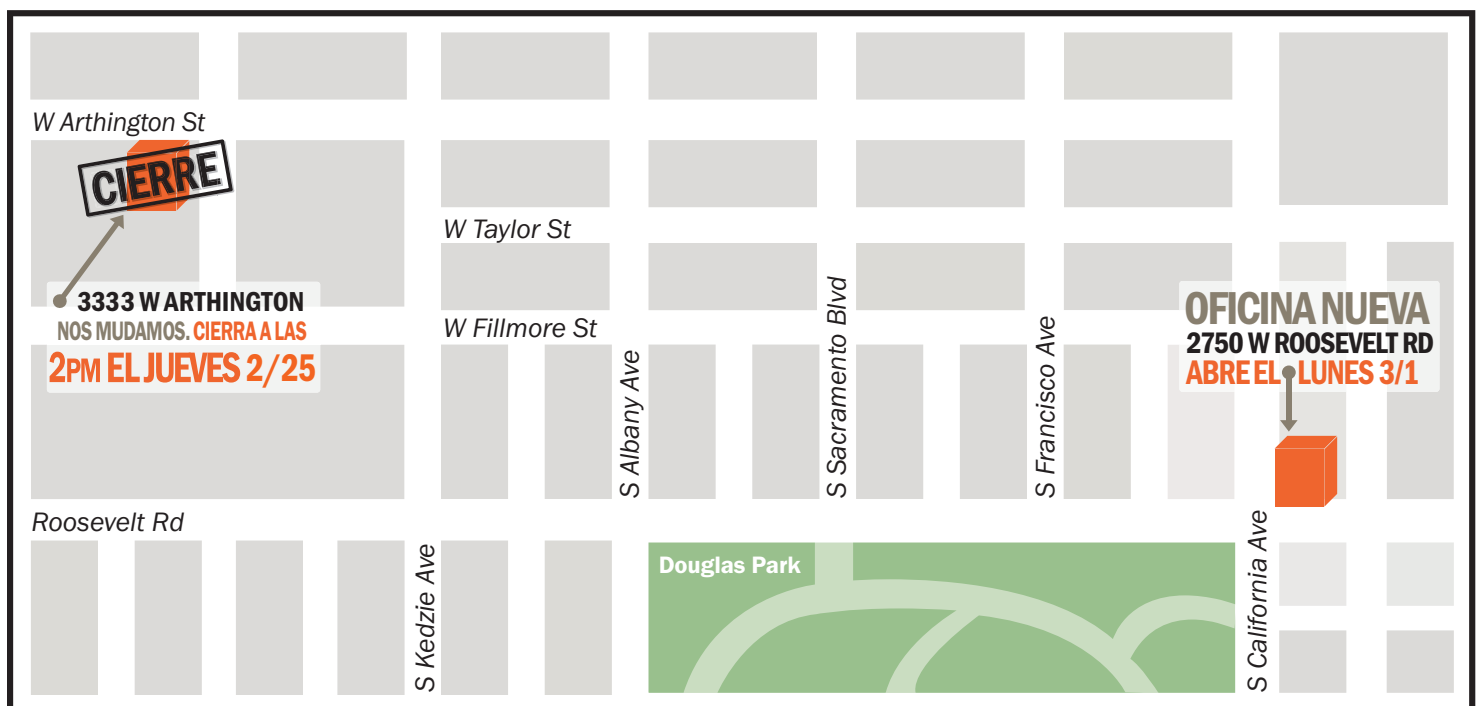 W Arthington St
CIERRE
3333 W ARTHINGTON
NOS MUDAMOS. CIERRA A LAS
2PM EL JUEVES 2/25
W Taylor St
W Fillmore St
S Albany Ave
S Sacramento Blvd
S Francisco Ave
OFICINA NUEVA
2750 W ROOSEVELT RD
ABRE EL LUNES 3/1
Roosevelt Rd
S Kedzie Ave
Douglas Park
S California Ave